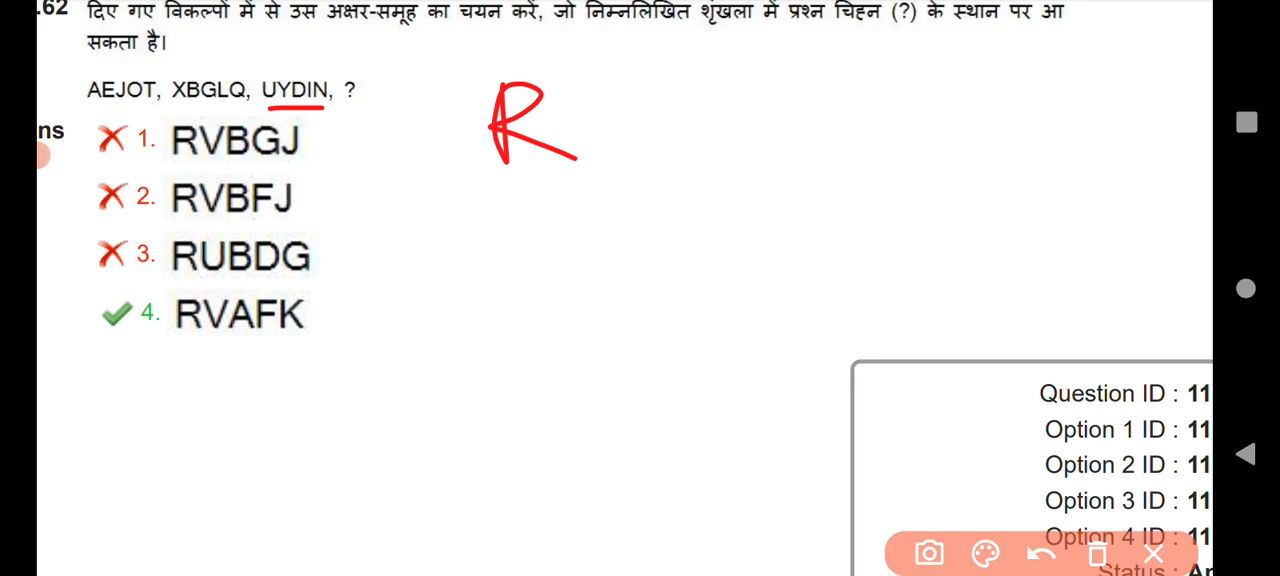 .62 दिए गए विकल्पों में से उस अक्षर-समूह का चयन करें, जो निम्नलिखित शृंखला में प्रश्न चिह्न (?) के स्थान पर आ
सकता है।
AEJOT, XBGLQ, UYDIN, ?
R
ns 1. RVBGJ
2. RVBFJ
3. RUBDG
4. RVAFK
Question ID : 11
Option 1 ID : 11
Option 2 ID : 11
Option 3 ID : 11
Option 4 ID : 11
Status :